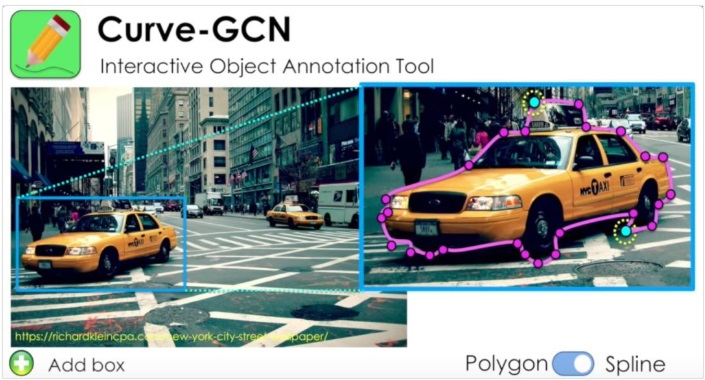 Curve-GCN
Interactive Object Annotation Tool
NYC TAXI
Add box
Polygon Spline